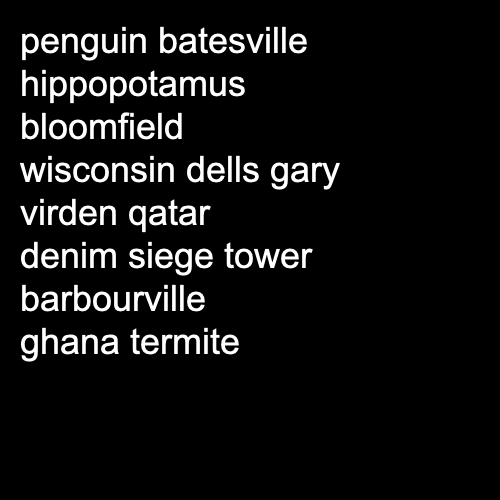 penguin batesville
hippopotamus
bloomfield
wisconsin dells gary
virden qatar
denim siege tower
barbourville
ghana termite